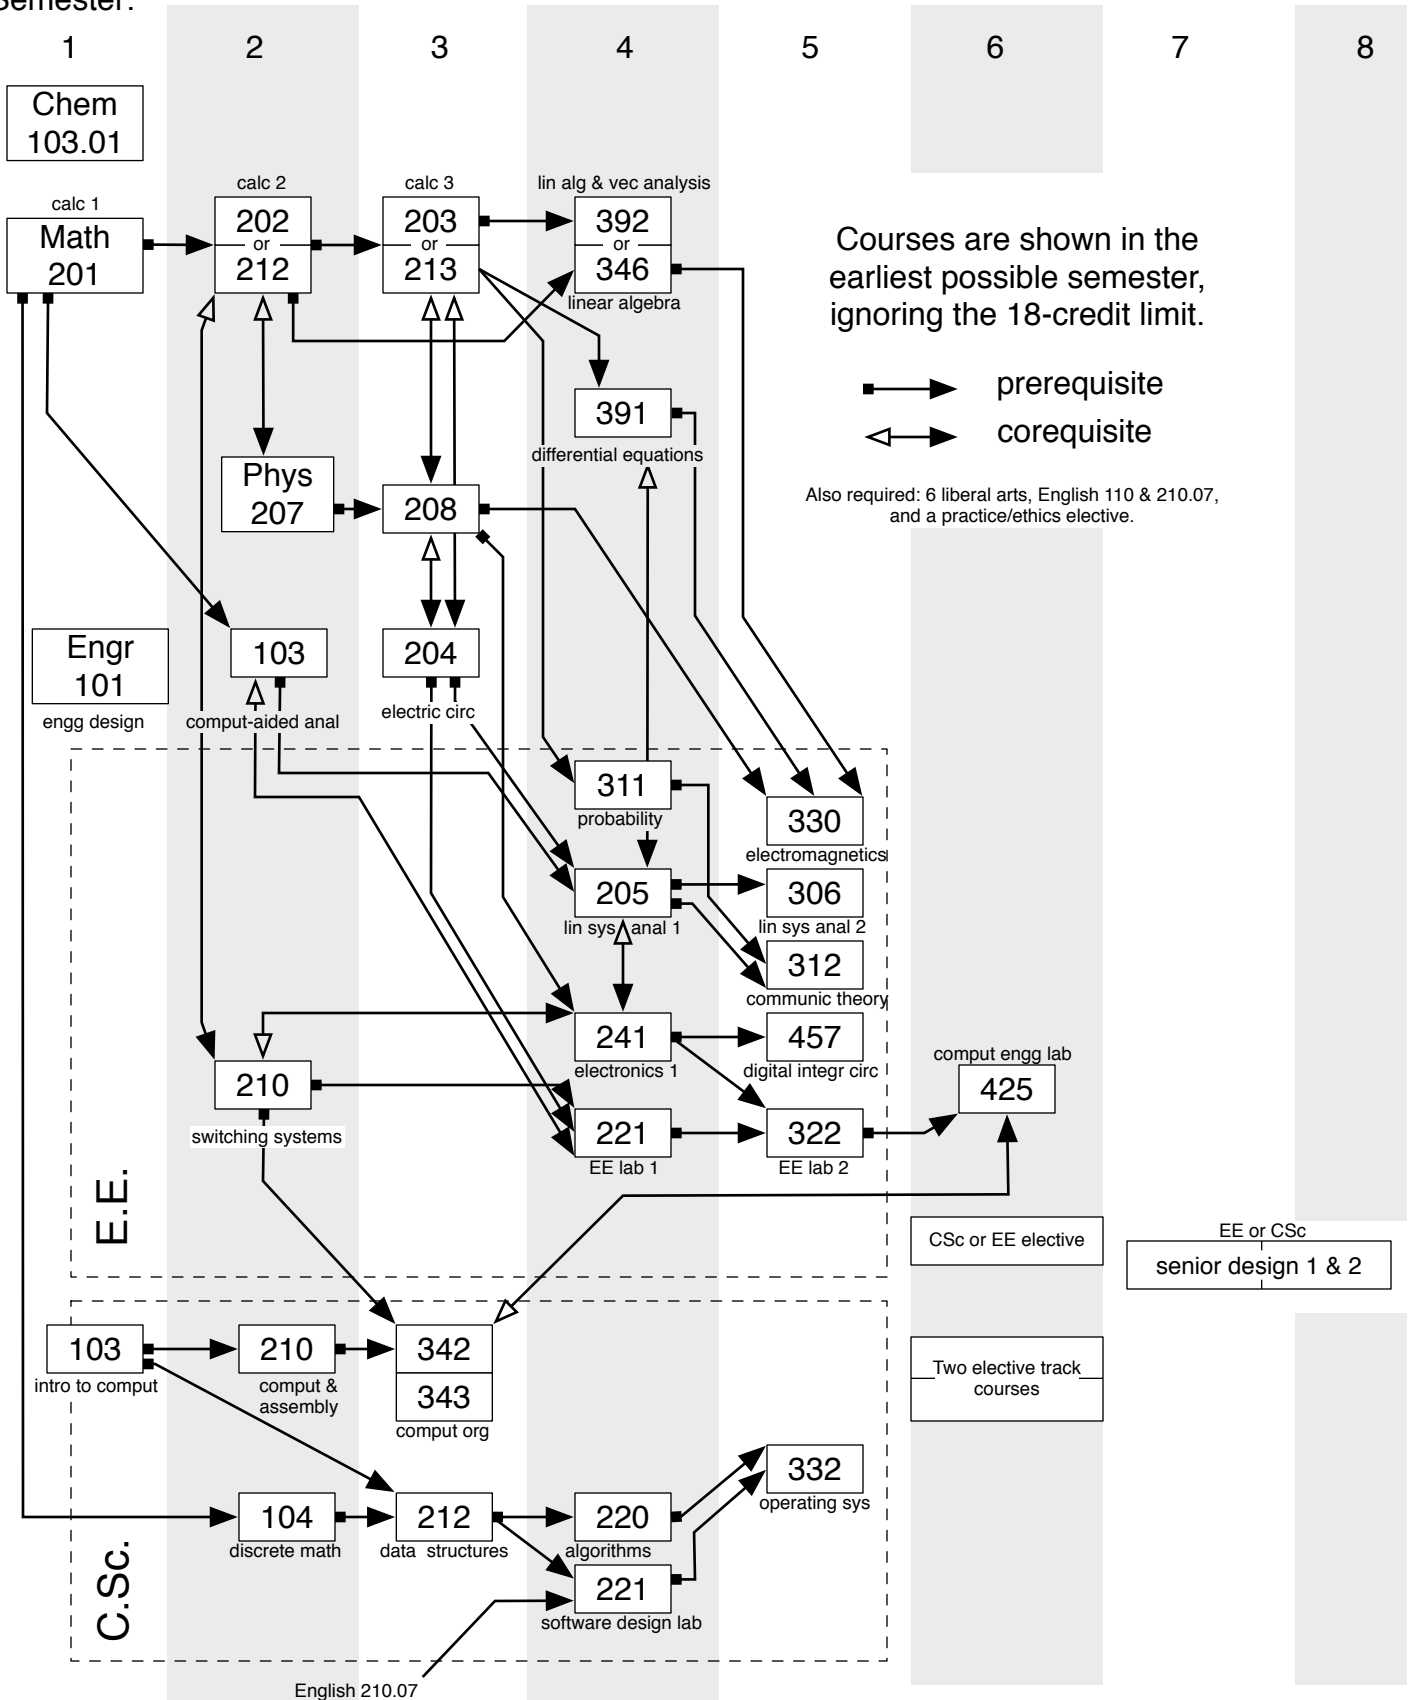 Semester:
1 2 3 4 5 6 7 8
Chem
103.01
calc 1
Math
201
calc 2
202
or
212
calc 3
203
or
213
lin alg & vec analysis
392
or
346
linear algebra
Courses are shown in the
earliest possible semester,
ignoring the 18-credit limit.
prerequisite
corequisite
Also required: 6 liberal arts, English 110 & 210.07,
and a practice/ethics elective.
391
differential equations
Phys
207
208
Engr
101
engg design
103
comput-aided anal
204
electric circ
E.E.
311
probability
330
electromagnetics
205
lin sys anal 1
306
lin sys anal 2
312
communic theory
241
electronics 1
457
digital integr circ
210
switching systems
221
EE lab 1
322
EE lab 2
comput engg lab
425
CSc or EE elective
EE or CSc
senior design 1 & 2
C.Sc.
103
intro to comput
210
comput &
assembly
342
343
comput org
Two elective track
courses
104
discrete math
212
data structures
220
algorithms
221
software design lab
332
operating sys
English 210.07